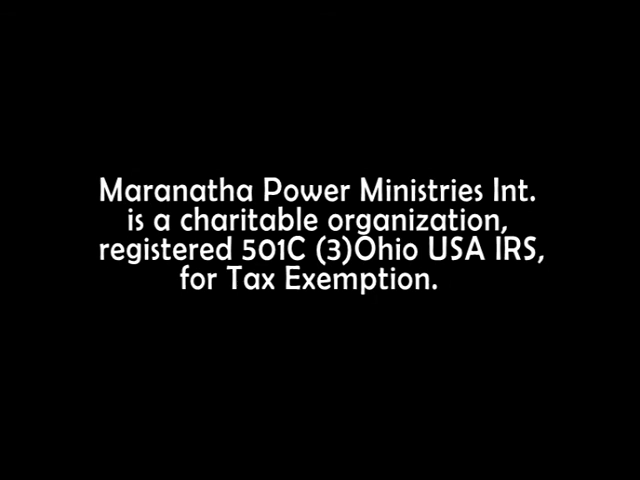 Maranatha Power Ministries Int.
is a charitable organization,
registered 501C (3)Ohio USA IRS,
for Tax Exemption.